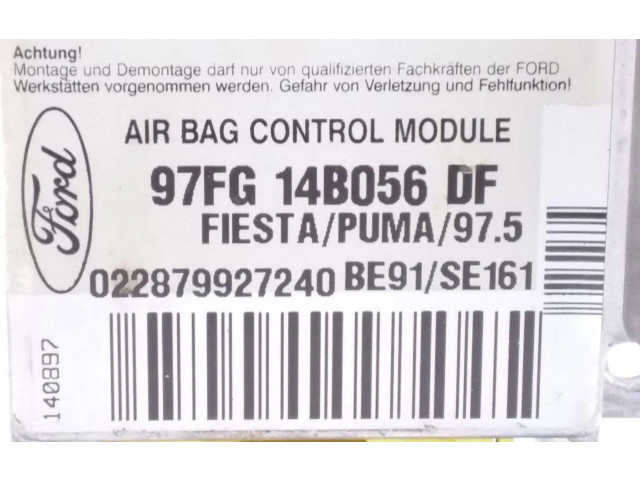 Achtung!
Montage und Demontage darf nur von qualifizierten Fachkräften der FORD
Werkstätten vorgenommen werden. Gefahr von Verletzung und Fehlfunktion!
AIR BAG CONTROL MODULE
Ford
97FG 14B056 DF
FIESTA/PUMA/97.5
022879927240 BE91/SE161
140897